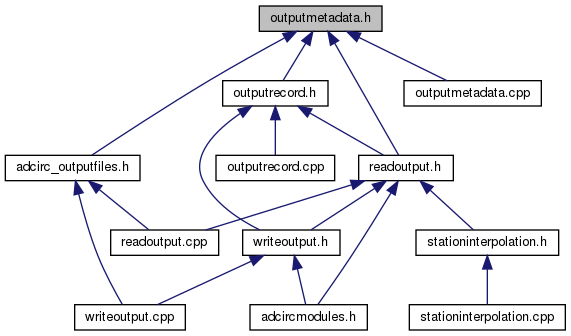 outputmetadata.h
outputrecord.h
outputmetadata.cpp
adcirc_outputfiles.h
outputrecord.cpp
readoutput.h
readoutput.cpp
writeoutput.h
stationinterpolation.h
writeoutput.cpp
adcircmodules.h
stationinterpolation.cpp